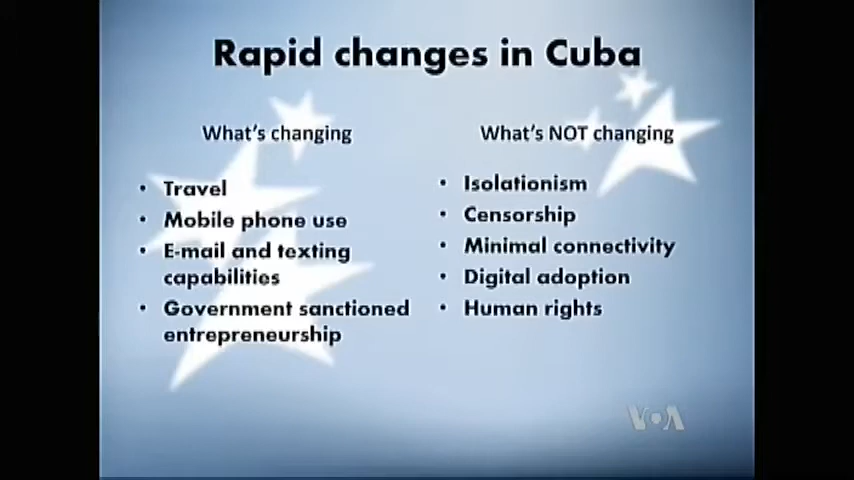 Rapid changes in Cuba
What's changing
• Travel
• Mobile phone use
• E-mail and texting
capabilities
• Government sanctioned
entrepreneurship
What's NOT changing
• Isolationism
• Censorship
• Minimal connectivity
• Digital adoption
• Human rights
VOA